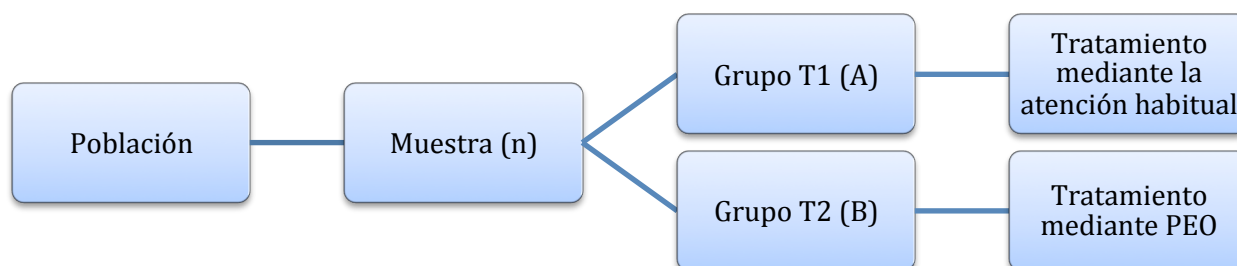 Población
Muestra (n)
Grupo T1 (A)
Tratamiento
mediante la
atención habitual
Grupo T2 (B)
Tratamiento
mediante PEO